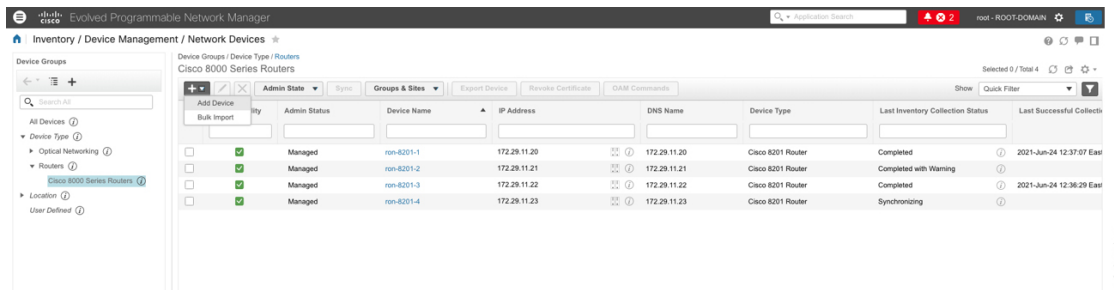 cisco Evolved Programmable Network Manager
Application Search
2
root - ROOT-DOMAIN
Inventory / Device Management / Network Devices
Device Groups
Search All
All Devices
Device Type
Optical Networking
Routers
Cisco 8000 Series Routers
Location
User Defined
Device Groups / Device Type / Routers
Cisco 8000 Series Routers
Selected 0 / Total 4
Admin State Sync Groups & Sites Export Device Revoke Certificate OAM Commands
Show Quick Filter
Add Device
Bulk Import
ity Admin Status Device Name IP Address DNS Name Device Type Last Inventory Collection Status Last Successful Collecti
Managed ron-8201-1 172.29.11.20 172.29.11.20 Cisco 8201 Router Completed 2021-Jun-24 12:37:07 East
Managed ron-8201-2 172.29.11.21 172.29.11.21 Cisco 8201 Router Completed with Warning
Managed ron-8201-3 172.29.11.22 172.29.11.22 Cisco 8201 Router Completed 2021-Jun-24 12:36:29 East
Managed ron-8201-4 172.29.11.23 172.29.11.23 Cisco 8201 Router Synchronizing